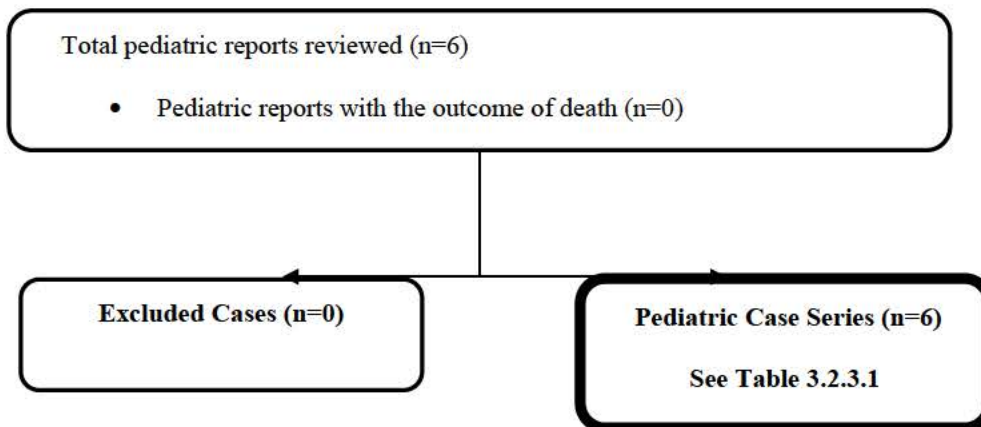 Total pediatric reports reviewed (n=6)
• Pediatric reports with the outcome of death (n=0)
Excluded Cases (n=0)
Pediatric Case Series (n=6)
See Table 3.2.3.1